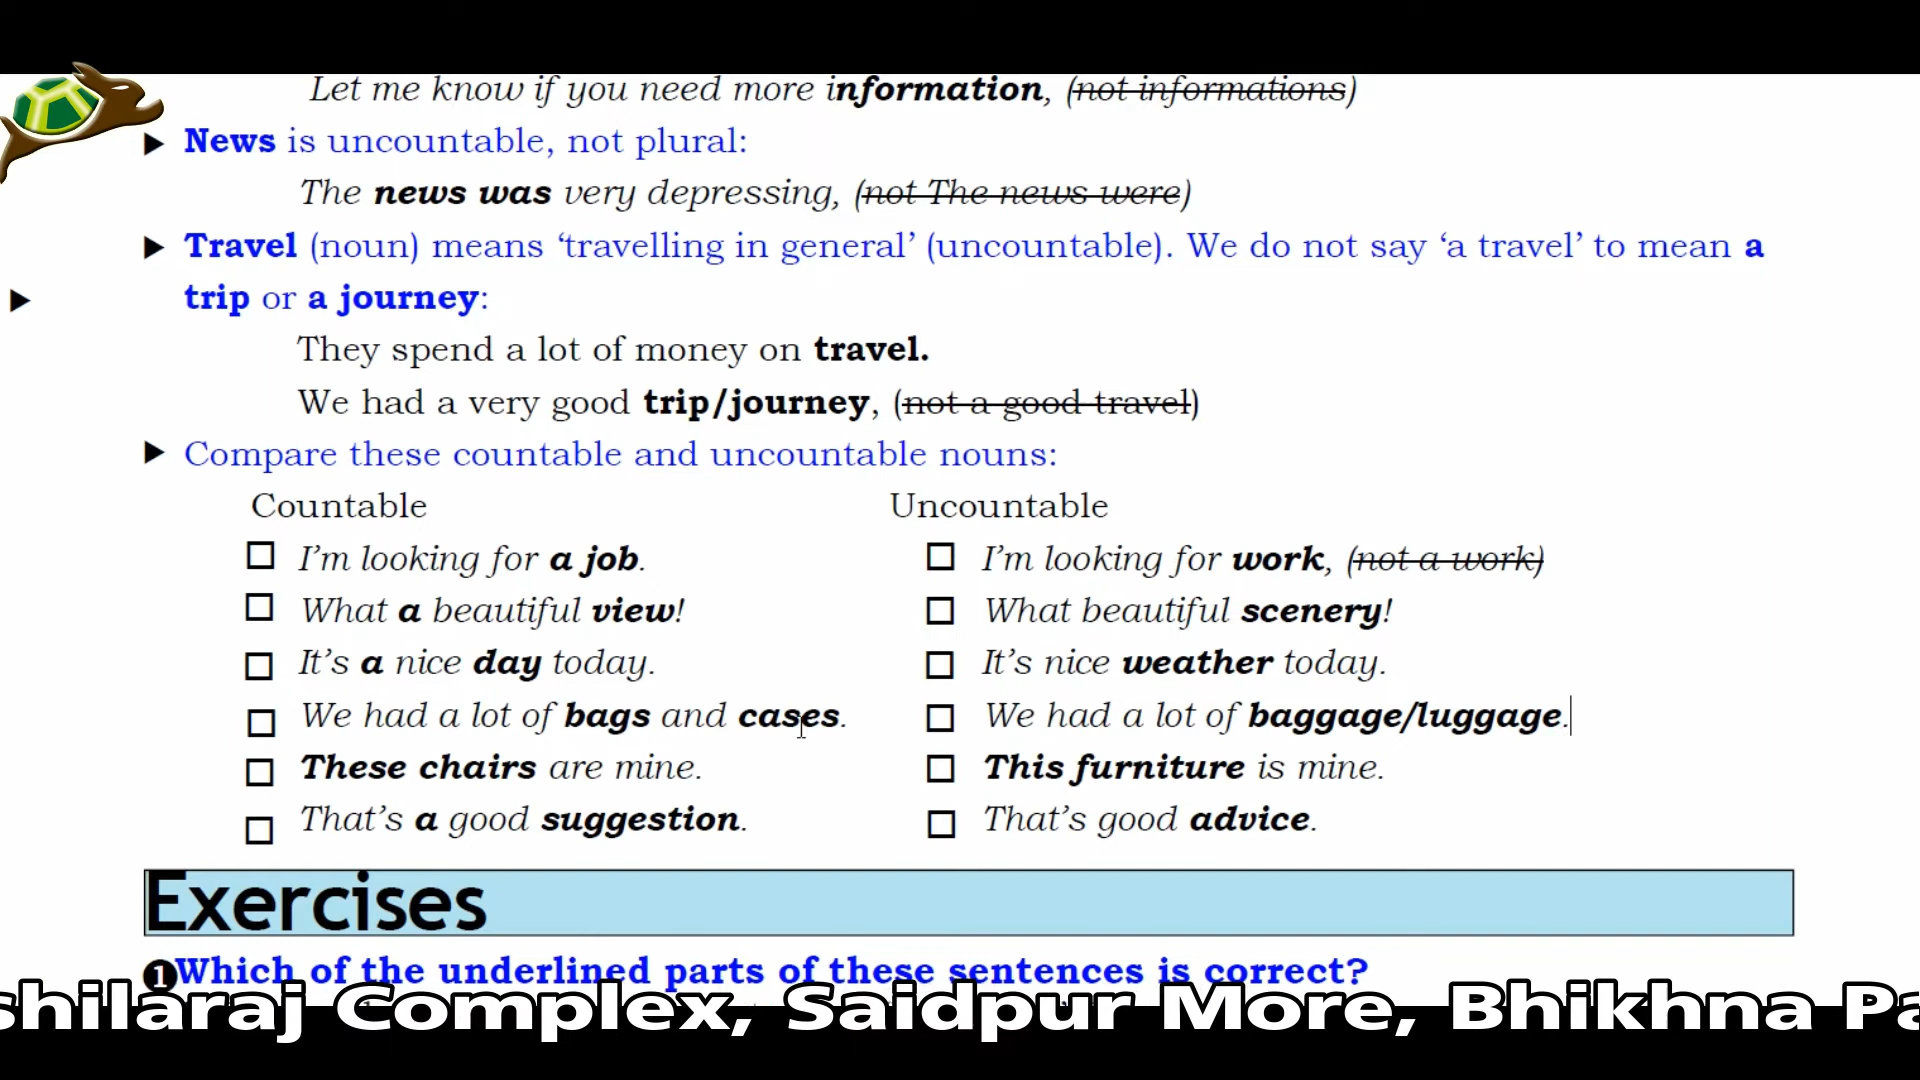 Let me know if you need more information, (not informations)
▶ News is uncountable, not plural:
The news was very depressing, (not The news were)
▶ Travel (noun) means ‘travelling in general’ (uncountable). We do not say ‘a travel’ to mean a
▶ trip or a journey:
They spend a lot of money on travel.
We had a very good trip/journey, (not a good travel)
▶ Compare these countable and uncountable nouns:
Countable Uncountable
☐ I’m looking for a job. ☐ I’m looking for work, (not a work)
☐ What a beautiful view! ☐ What beautiful scenery!
☐ It’s a nice day today. ☐ It’s nice weather today.
☐ We had a lot of bags and cases. ☐ We had a lot of baggage/luggage.
☐ These chairs are mine. ☐ This furniture is mine.
☐ That’s a good suggestion. ☐ That’s good advice.
Exercises
❶Which of the underlined parts of these sentences is correct?
shilaraj Complex, Saidpur More, Bhikhna Pa